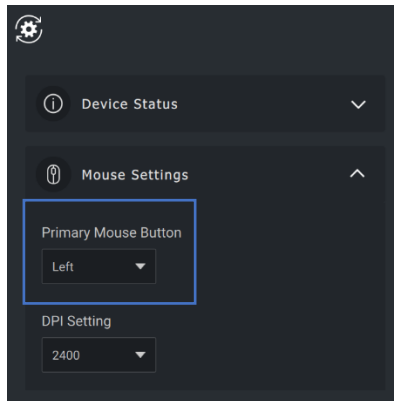 Device Status
Mouse Settings
Primary Mouse Button
Left
DPI Setting
2400